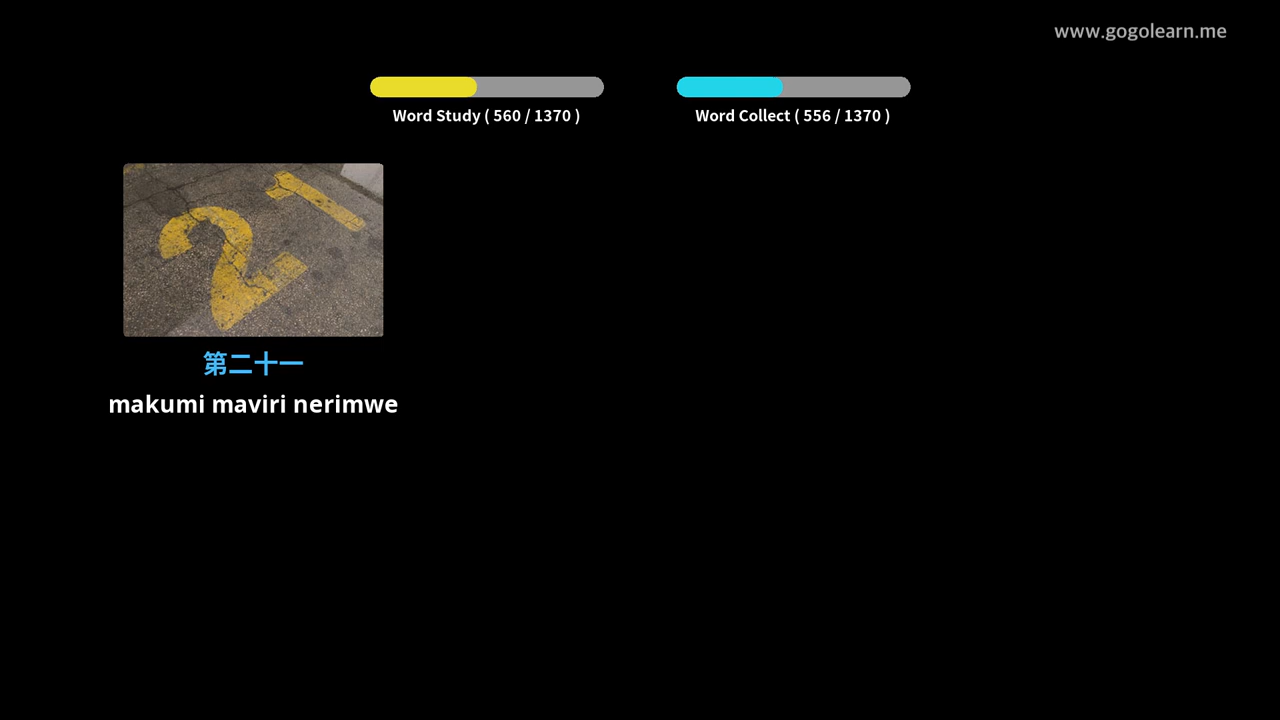 www.gogolearn.me
Word Study ( 560 / 1370 )
Word Collect ( 556 / 1370 )
21
第二十一
makumi maviri nerimwe